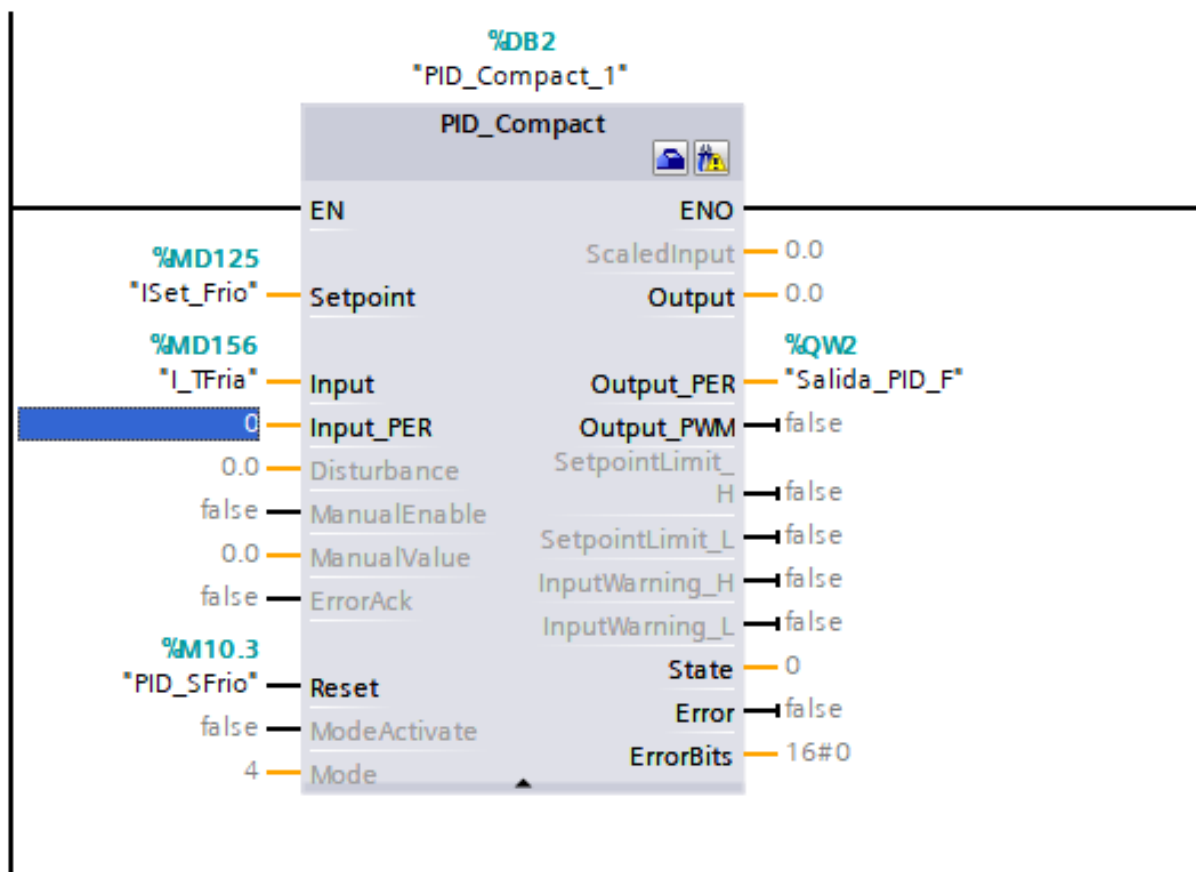 %DB2
"PID_Compact_1"
PID_Compact
EN ENO
ScaledInput 0.0
%MD125
"ISet_Frio" Setpoint Output 0.0
%MD156 %QW2
"I_TFria" Input Output_PER "Salida_PID_F"
0 Input_PER Output_PWM false
0.0 Disturbance SetpointLimit_
H false
false ManualEnable
0.0 ManualValue SetpointLimit_L false
false ErrorAck InputWarning_H false
InputWarning_L false
%M10.3
"PID_SFrio" Reset State 0
false ModeActivate Error false
4 Mode ErrorBits 16#0